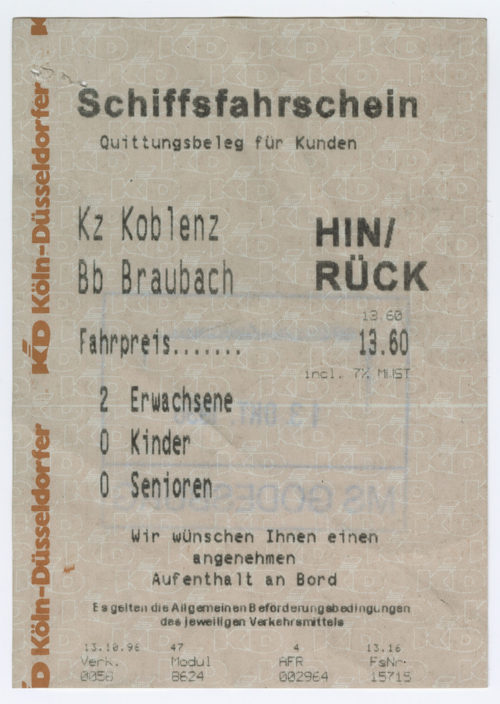 Schiffsfahrschein
Quittungsbeleg für Kunden
Kz Koblenz
Bb Braubach
HIN/
RÜCK
13.60
Fahrpreis....... 13.60
incl. 7% MWST
2 Erwachsene
0 Kinder
0 Senioren
MS GODESBURG
Wir wünschen Ihnen einen
angenehmen
Aufenthalt an Bord
Es gelten die Allgemeinen Beförderungsbedingungen
des jeweiligen Verkehrsmittels
13.10.96 47 4 13.16
Verk. Modul AFR FsNr.
0058 8624 002964 15715
KD Köln-Düsseldorfer
KD Köln-Düsseldorfer